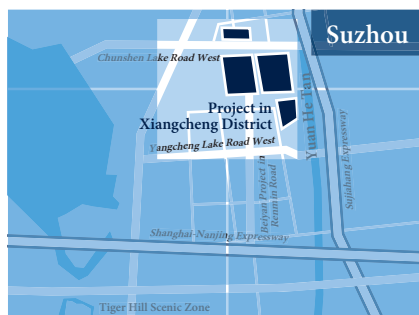 Suzhou
Chunshen Lake Road West
Project in
Xiangcheng District
Yangcheng Lake Road West
Yuan He Tan
Sujiahang Expressway
Beiyuan Project in
Renmin Road
Shanghai-Nanjing Expressway
Tiger Hill Scenic Zone